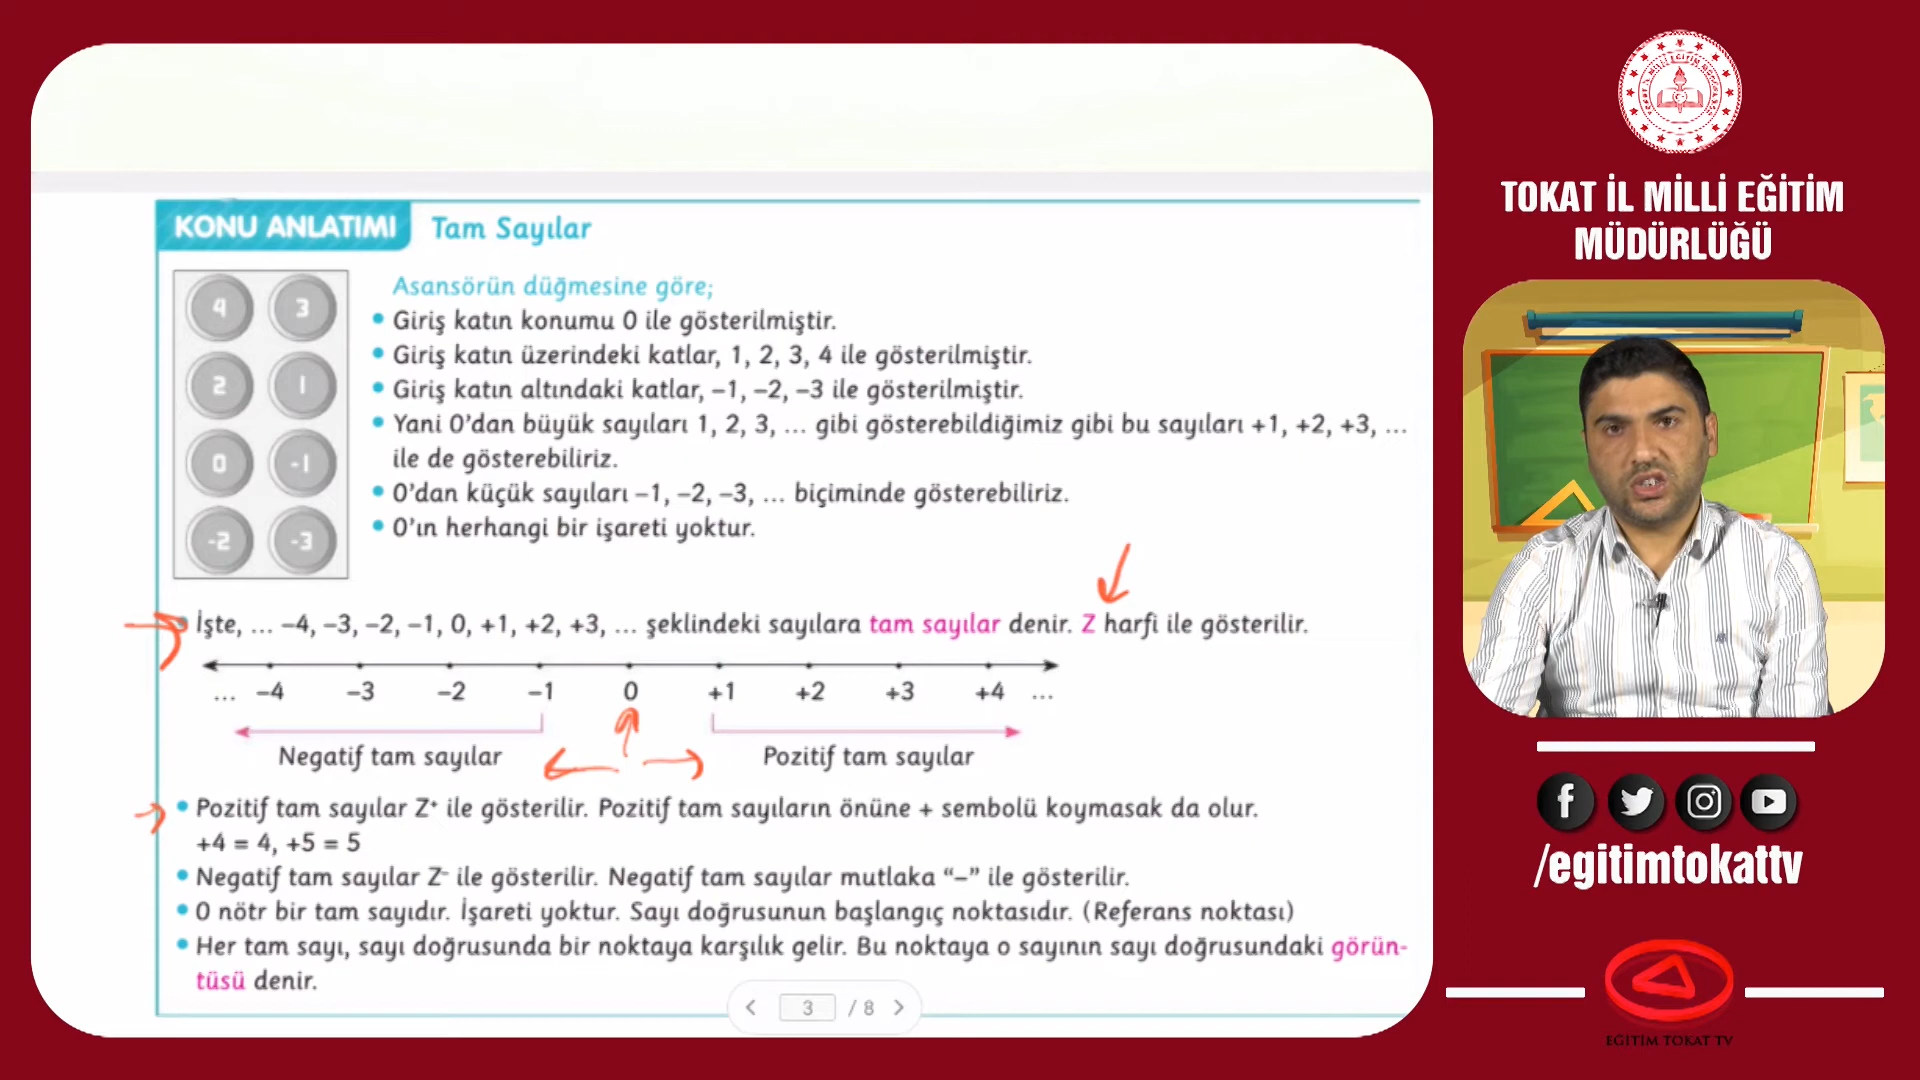 KONU ANLATIMI Tam Sayılar
4 3
2 1
0 -1
-2 -3
Asansörün düğmesine göre;
• Giriş katın konumu 0 ile gösterilmiştir.
• Giriş katın üzerindeki katlar, 1, 2, 3, 4 ile gösterilmiştir.
• Giriş katın altındaki katlar, –1, –2, –3 ile gösterilmiştir.
• Yani 0’dan büyük sayıları 1, 2, 3, ... gibi gösterebildiğimiz gibi bu sayıları +1, +2, +3, ...
ile de gösterebiliriz.
• 0’dan küçük sayıları –1, –2, –3, ... biçiminde gösterebiliriz.
• 0’ın herhangi bir işareti yoktur.
• İşte, ... –4, –3, –2, –1, 0, +1, +2, +3, ... şeklindeki sayılara tam sayılar denir. Z harfi ile gösterilir.
... –4 –3 –2 –1 0 +1 +2 +3 +4 ...
Negatif tam sayılar Pozitif tam sayılar
• Pozitif tam sayılar Z⁺ ile gösterilir. Pozitif tam sayıların önüne + sembolü koymasak da olur.
+4 = 4, +5 = 5
• Negatif tam sayılar Z⁻ ile gösterilir. Negatif tam sayılar mutlaka “–” ile gösterilir.
• 0 nötr bir tam sayıdır. İşareti yoktur. Sayı doğrusunun başlangıç noktasıdır. (Referans noktası)
• Her tam sayı, sayı doğrusunda bir noktaya karşılık gelir. Bu noktaya o sayının sayı doğrusundaki görün-
tüsü denir.
3 / 8
TOKAT İL MİLLİ EĞİTİM
MÜDÜRLÜĞÜ
/egitimtokattv
EĞİTİM TOKAT TV